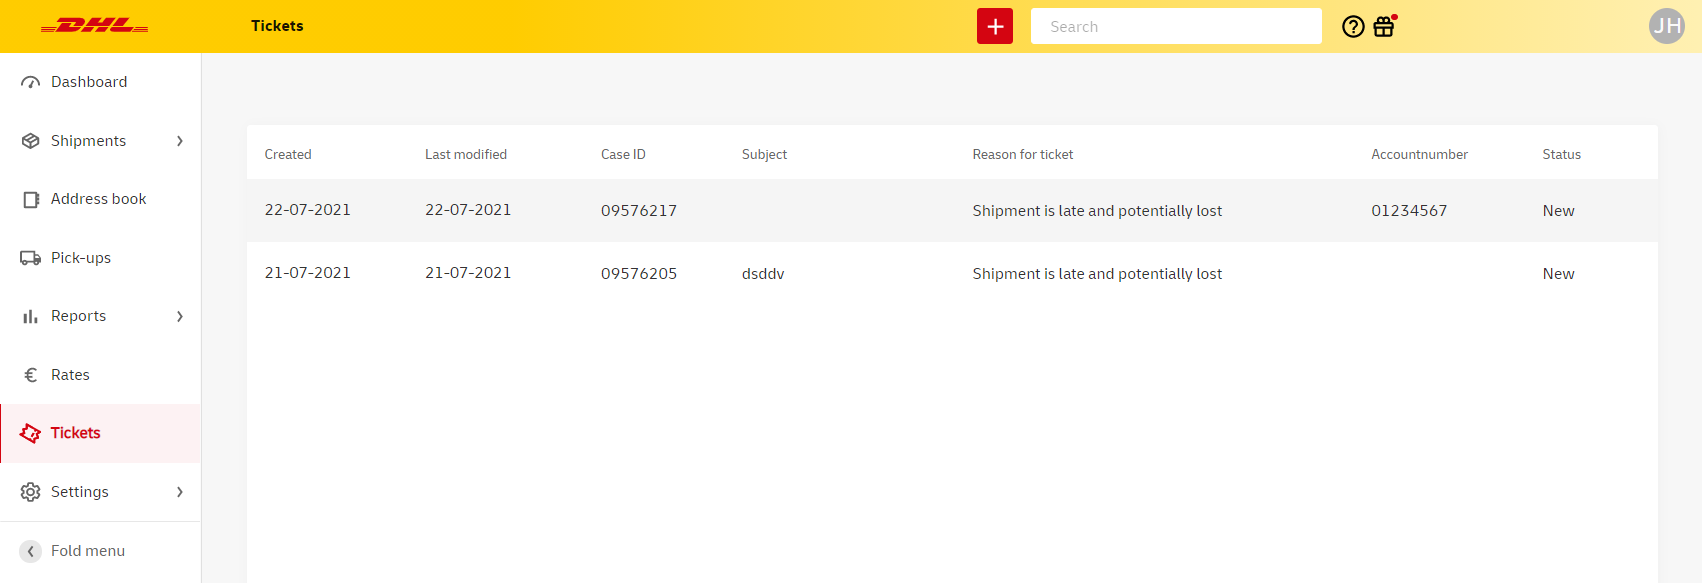 DHL Tickets + Search JH
Dashboard
Shipments
Address book
Pick-ups
Reports
€ Rates
Tickets
Settings
Fold menu
Created Last modified Case ID Subject Reason for ticket Accountnumber Status
22-07-2021 22-07-2021 09576217 Shipment is late and potentially lost 01234567 New
21-07-2021 21-07-2021 09576205 dsddv Shipment is late and potentially lost New